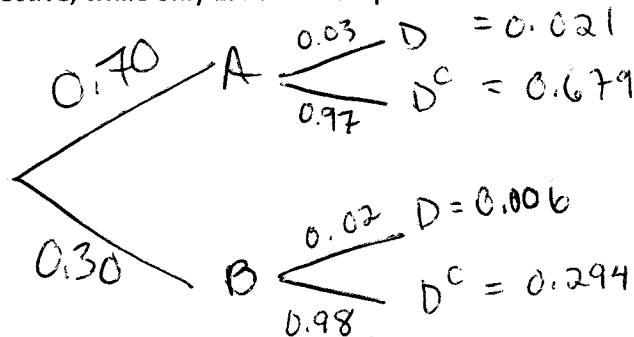 0.03 D = 0.021
0.70 A
0.97 D^C = 0.679
0.02 D = 0.006
0.30 B
0.98 D^C = 0.294